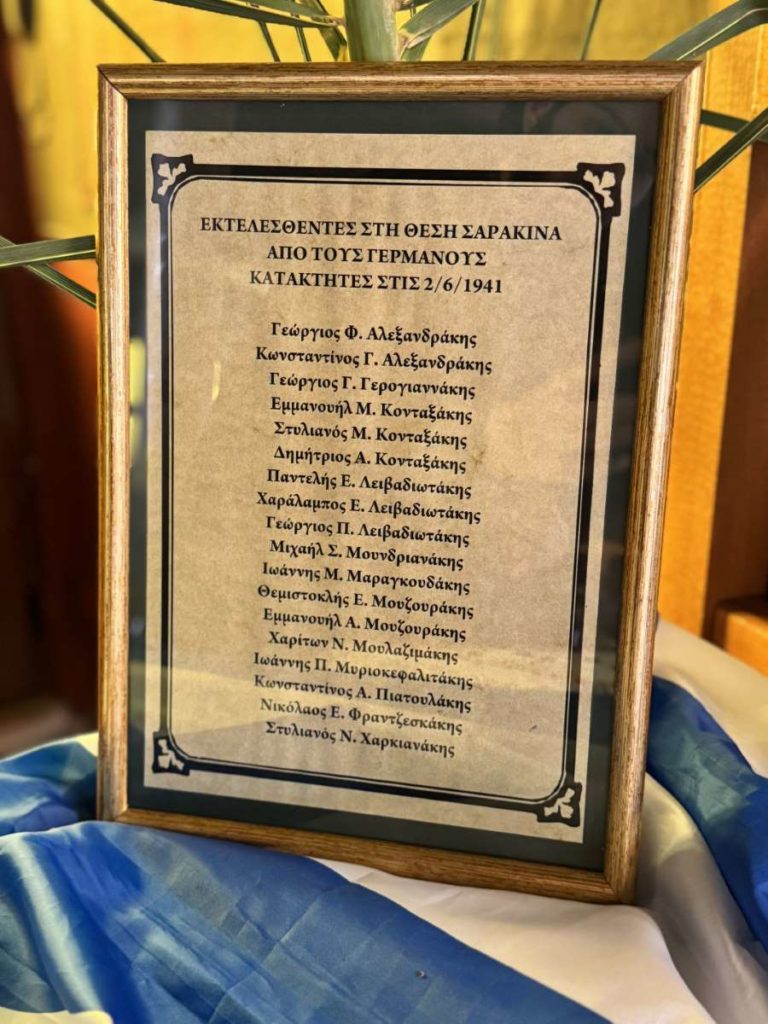 ΕΚΤΕΛΕΣΘΕΝΤΕΣ ΣΤΗ ΘΕΣΗ ΣΑΡΑΚΙΝΑ
ΑΠΟ ΤΟΥΣ ΓΕΡΜΑΝΟΥΣ
ΚΑΤΑΚΤΗΤΕΣ ΣΤΙΣ 2/6/1941
Γεώργιος Φ. Αλεξανδράκης
Κωνσταντίνος Γ. Αλεξανδράκης
Γεώργιος Γ. Γερογιαννάκης
Εμμανουήλ Μ. Κονταξάκης
Στυλιανός Μ. Κονταξάκης
Δημήτριος Α. Κονταξάκης
Παντελής Ε. Λειβαδιωτάκης
Χαράλαμπος Ε. Λειβαδιωτάκης
Γεώργιος Π. Λειβαδιωτάκης
Μιχαήλ Σ. Μουνδριανάκης
Ιωάννης Μ. Μαραγκουδάκης
Θεμιστοκλής Ε. Μουζουράκης
Εμμανουήλ Α. Μουζουράκης
Χαρίτων Ν. Μουλαζιμάκης
Ιωάννης Π. Μυριοκεφαλιτάκης
Κωνσταντίνος Α. Πιατουλάκης
Νικόλαος Ε. Φραντζεσκάκης
Στυλιανός Ν. Χαρκιανάκης